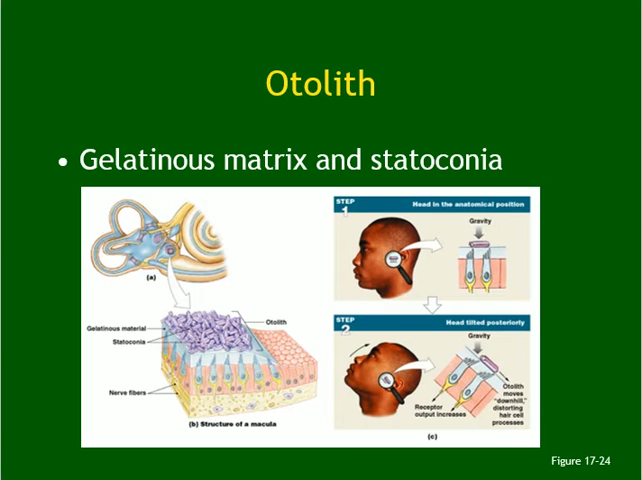 Otolith
• Gelatinous matrix and statoconia
(a)
Gelatinous material
Statoconia
Otolith
Nerve fibers
(b) Structure of a macula
STEP
1
Head in the anatomical position
Gravity
STEP
2
Head tilted posteriorly
Gravity
Receptor
output increases
Otolith
moves
"downhill,"
distorting
hair cell
processes
(c)
Figure 17-24